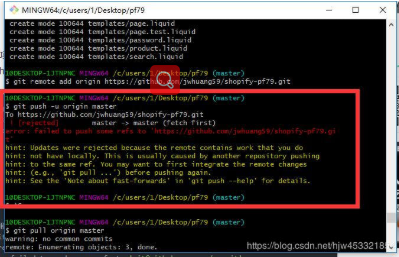 MINGW64:/c/users/1/Desktop/pf79
create mode 100644 templates/page.liquid
create mode 100644 templates/page.test.liquid
create mode 100644 templates/password.liquid
create mode 100644 templates/product.liquid
create mode 100644 templates/search.liquid
1@DESKTOP-1JTNPNC MINGW64 /c/users/1/Desktop/pf79 (master)
$ git remote add origin https://github.com/jwhuang59/shopify-pf79.git
1@DESKTOP-1JTNPNC MINGW64 /c/users/1/Desktop/pf79 (master)
$ git push -u origin master
To https://github.com/jwhuang59/shopify-pf79.git
! [rejected] master -> master (fetch first)
error: failed to push some refs to 'https://github.com/jwhuang59/shopify-pf79.gi
t'
hint: Updates were rejected because the remote contains work that you do
hint: not have locally. This is usually caused by another repository pushing
hint: to the same ref. You may want to first integrate the remote changes
hint: (e.g., 'git pull ...') before pushing again.
hint: See the 'Note about fast-forwards' in 'git push --help' for details.
1@DESKTOP-1JTNPNC MINGW64 /c/users/1/Desktop/pf79 (master)
$ git pull origin master
warning: no common commits
remote: Enumerating objects: 3, done.
https://blog.csdn.net/hjw453321854